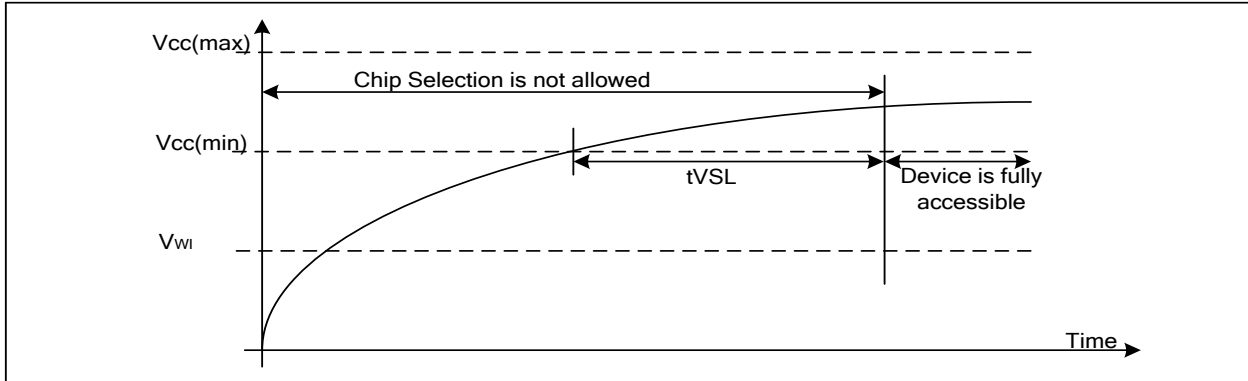 Vcc(max)
Chip Selection is not allowed
Vcc(min)
tVSL
Device is fully
accessible
VWI
Time